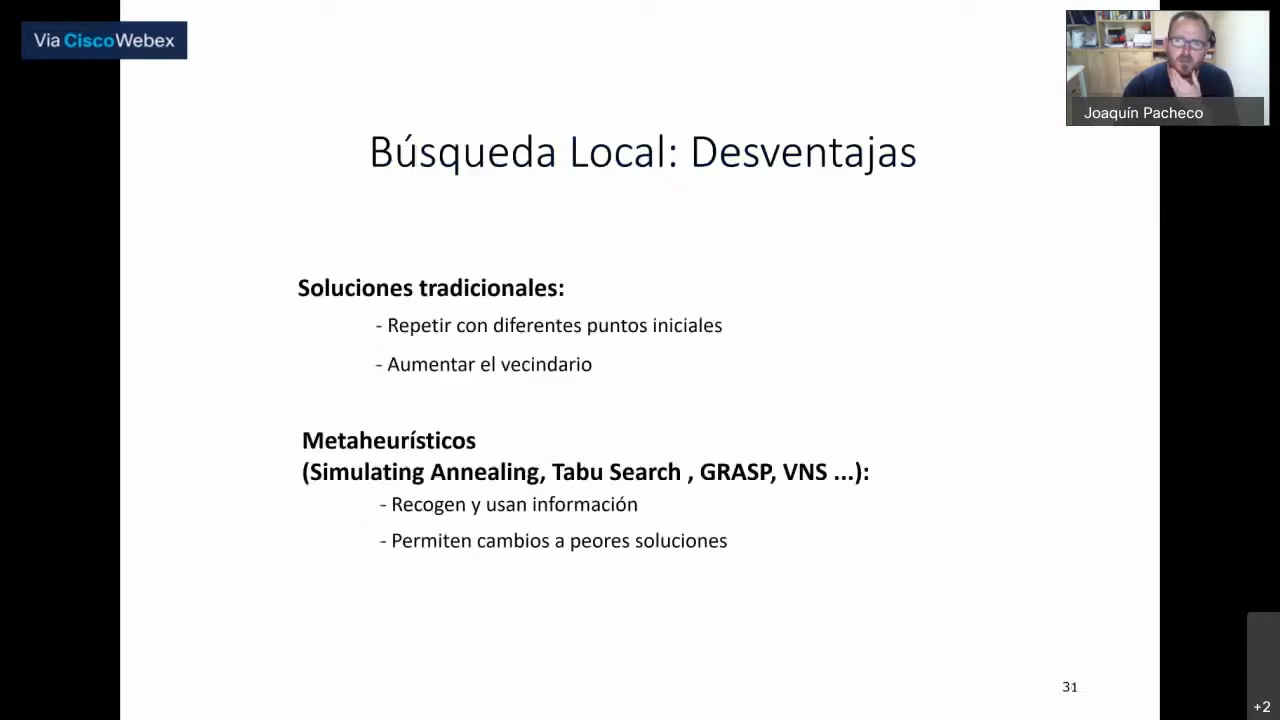 Via CiscoWebex
Joaquín Pacheco
Búsqueda Local: Desventajas
Soluciones tradicionales:
- Repetir con diferentes puntos iniciales
- Aumentar el vecindario
Metaheurísticos
(Simulating Annealing, Tabu Search , GRASP, VNS ...):
- Recogen y usan información
- Permiten cambios a peores soluciones
31
+2